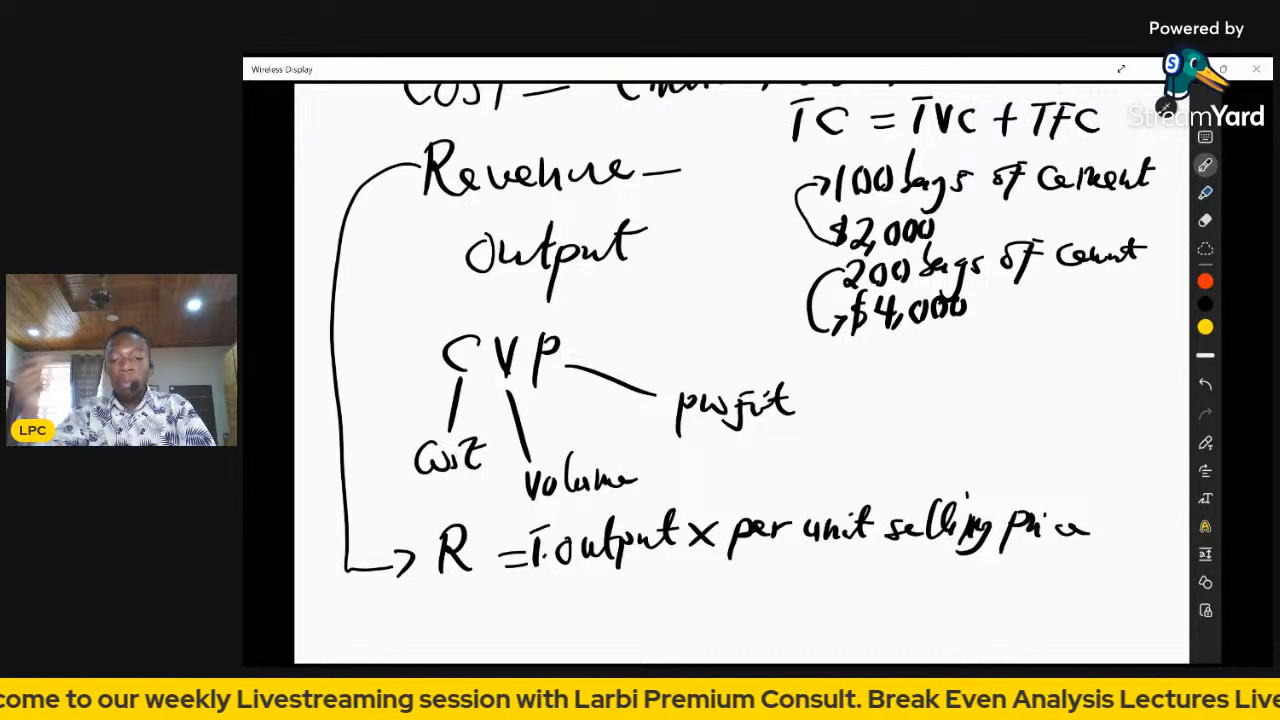 Powered by
StreamYard
Wireless Display
Cost –
TC = TVC + TFC
Revenue –
100 bags of cement
$2,000
Output
200 bags of cement
$4,000
C V P
profit
Cost
Volume
R = T. output × per unit selling price
LPC
come to our weekly Livestreaming session with Larbi Premium Consult. Break Even Analysis Lectures Live